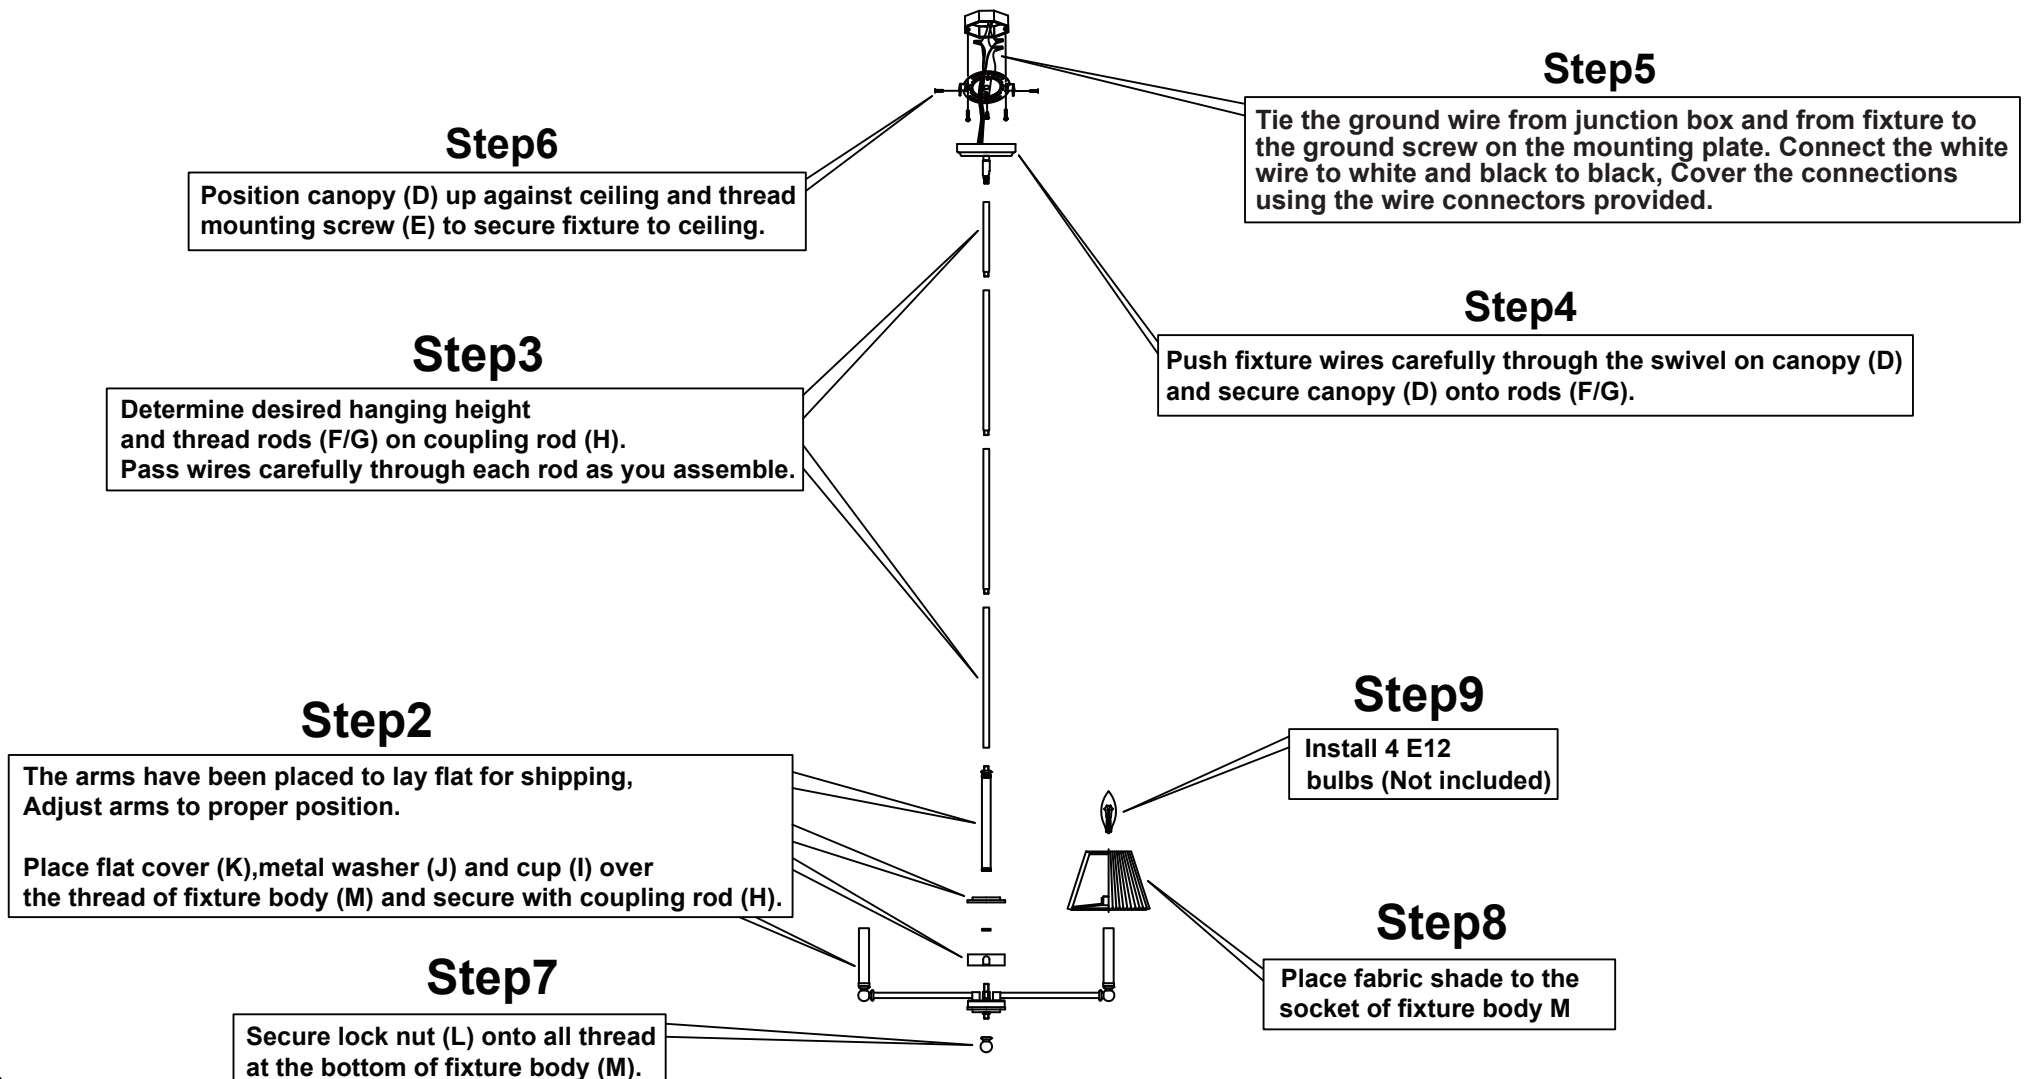 Step5
Tie the ground wire from junction box and from fixture to
the ground screw on the mounting plate. Connect the white
wire to white and black to black, Cover the connections
using the wire connectors provided.
Step6
Position canopy (D) up against ceiling and thread
mounting screw (E) to secure fixture to ceiling.
Step4
Push fixture wires carefully through the swivel on canopy (D)
and secure canopy (D) onto rods (F/G).
Step3
Determine desired hanging height
and thread rods (F/G) on coupling rod (H).
Pass wires carefully through each rod as you assemble.
Step9
Install 4 E12
bulbs (Not included)
Step2
The arms have been placed to lay flat for shipping,
Adjust arms to proper position.
Place flat cover (K),metal washer (J) and cup (I) over
the thread of fixture body (M) and secure with coupling rod (H).
Step8
Place fabric shade to the
socket of fixture body M
Step7
Secure lock nut (L) onto all thread
at the bottom of fixture body (M).